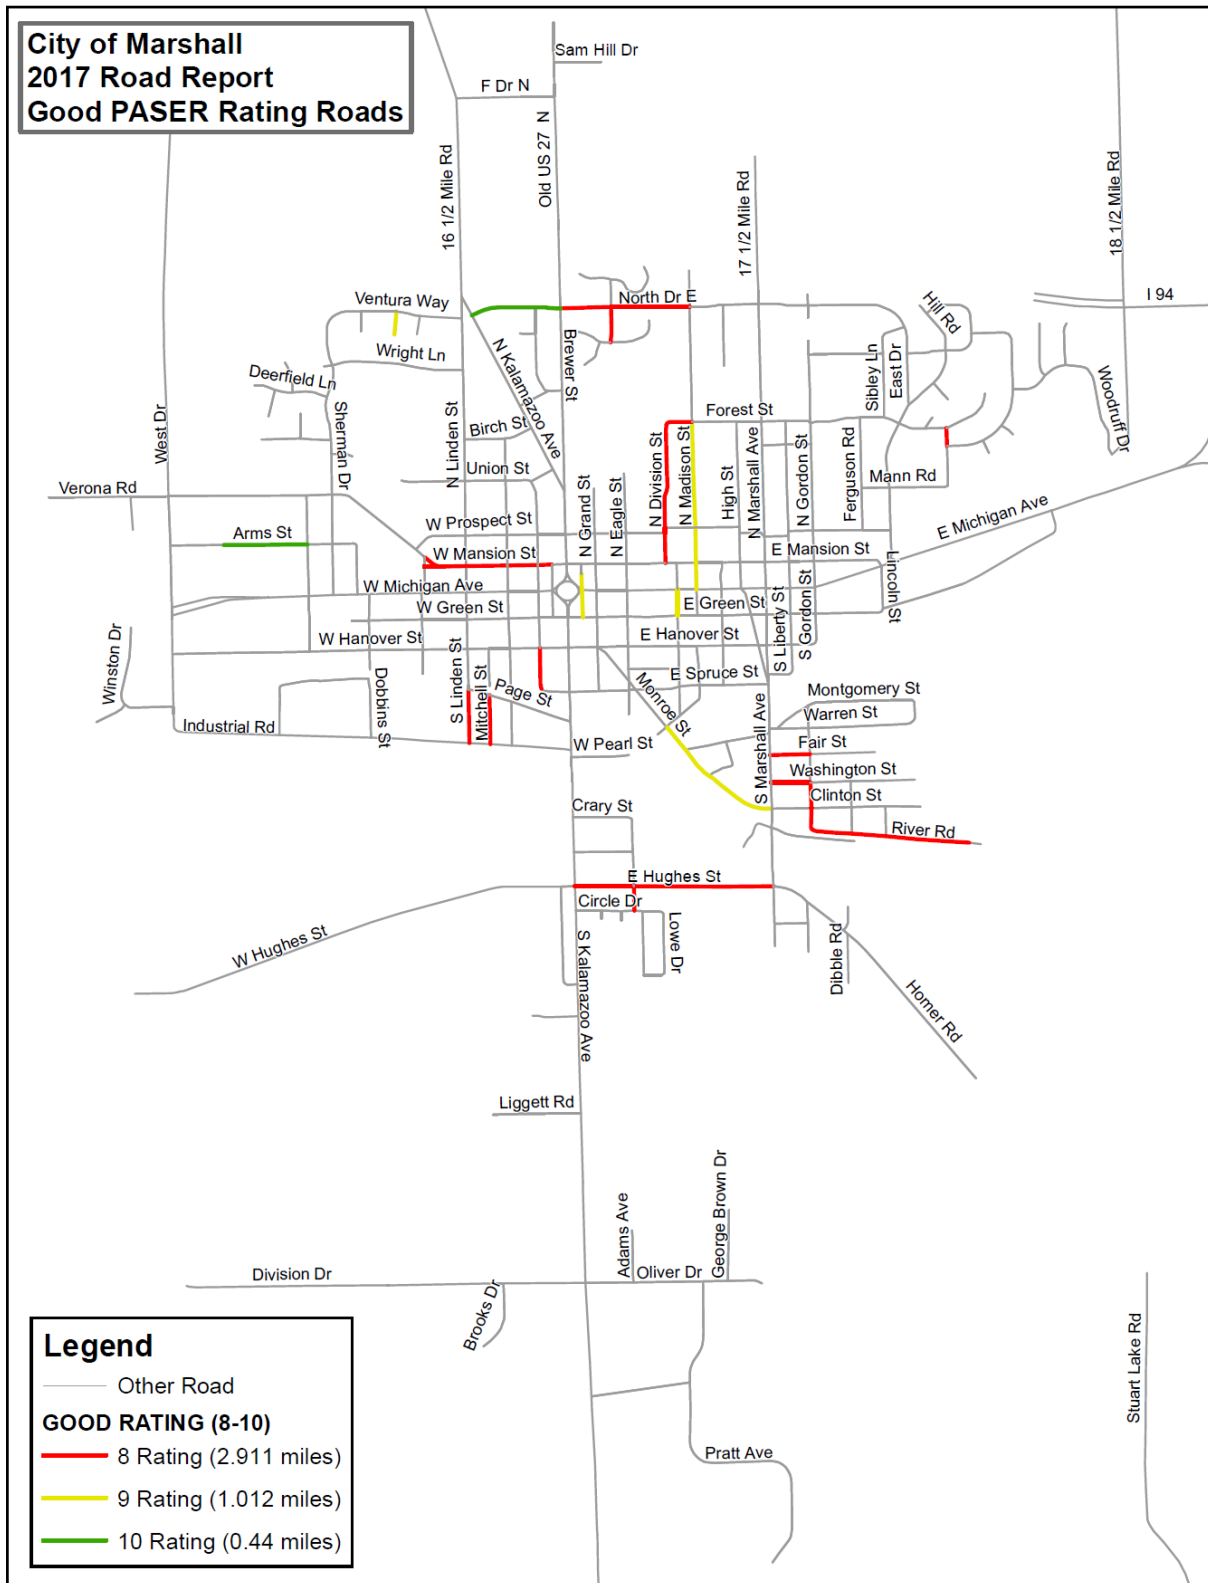 City of Marshall
2017 Road Report
Good PASER Rating Roads
Sam Hill Dr
F Dr N
Old US 27 N
16 1/2 Mile Rd
17 1/2 Mile Rd
18 1/2 Mile Rd
I 94
Ventura Way
North Dr E
Hill Rd
Wright Ln
N Kalamazoo Ave
Brewer St
Sibley Ln
East Dr
Deerfield Ln
Woodruff Dr
West Dr
Sherman Dr
N Linden St
Birch St
Forest St
Union St
N Division St
N Madison St
High St
N Marshall Ave
N Gordon St
Ferguson Rd
Mann Rd
Verona Rd
N Grand St
N Eagle St
E Michigan Ave
Arms St
W Prospect St
W Mansion St
E Mansion St
Lincoln St
W Michigan Ave
W Green St
E Green St
S Liberty St
S Gordon St
W Hanover St
E Hanover St
Winston Dr
Dobbins St
S Linden St
Mitchell St
Page St
E Spruce St
Monroe St
Montgomery St
Warren St
Industrial Rd
W Pearl St
S Marshall Ave
Fair St
Washington St
Clinton St
Crary St
River Rd
E Hughes St
Circle Dr
W Hughes St
Lowe Dr
S Kalamazoo Ave
Dibble Rd
Homer Rd
Liggett Rd
Adams Ave
George Brown Dr
Division Dr
Oliver Dr
Brooks Dr
Stuart Lake Rd
Pratt Ave
Legend
Other Road
GOOD RATING (8-10)
8 Rating (2.911 miles)
9 Rating (1.012 miles)
10 Rating (0.44 miles)